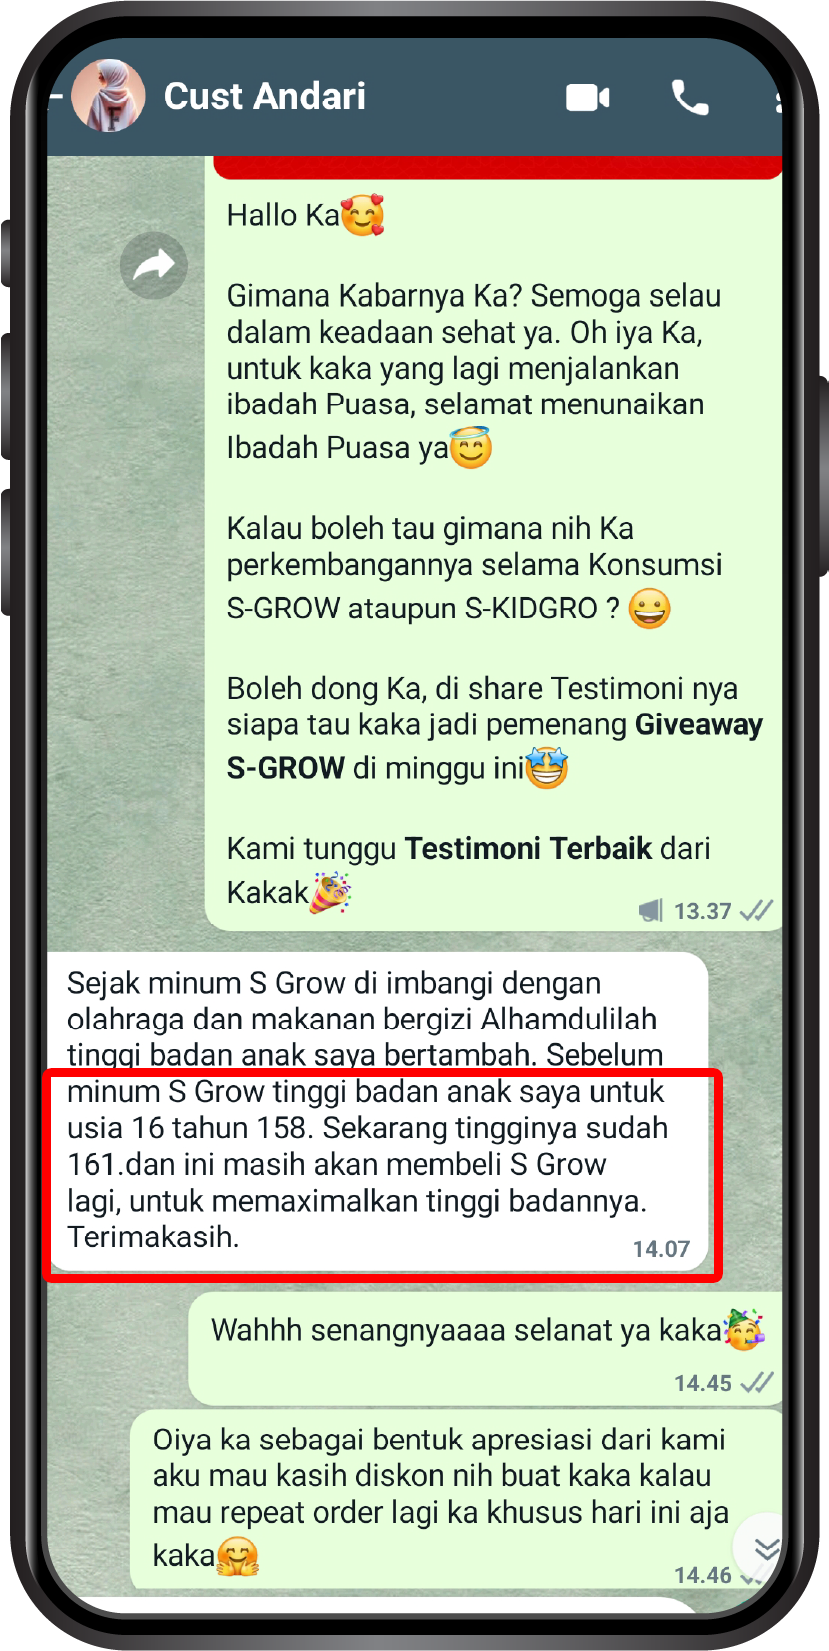 Cust Andari
Hallo Ka🥰
Gimana Kabarnya Ka? Semoga selau
dalam keadaan sehat ya. Oh iya Ka,
untuk kaka yang lagi menjalankan
ibadah Puasa, selamat menunaikan
Ibadah Puasa ya😇
Kalau boleh tau gimana nih Ka
perkembangannya selama Konsumsi
S-GROW ataupun S-KIDGRO ? 😀
Boleh dong Ka, di share Testimoni nya
siapa tau kaka jadi pemenang Giveaway
S-GROW di minggu ini🤩
Kami tunggu Testimoni Terbaik dari
Kakak🎉
13.37
Sejak minum S Grow di imbangi dengan
olahraga dan makanan bergizi Alhamdulilah
tinggi badan anak saya bertambah. Sebelum
minum S Grow tinggi badan anak saya untuk
usia 16 tahun 158. Sekarang tingginya sudah
161.dan ini masih akan membeli S Grow
lagi, untuk memaximalkan tinggi badannya.
Terimakasih.
14.07
Wahhh senangnyaaaa selanat ya kaka🥳
14.45
Oiya ka sebagai bentuk apresiasi dari kami
aku mau kasih diskon nih buat kaka kalau
mau repeat order lagi ka khusus hari ini aja
kaka🤗
14.46